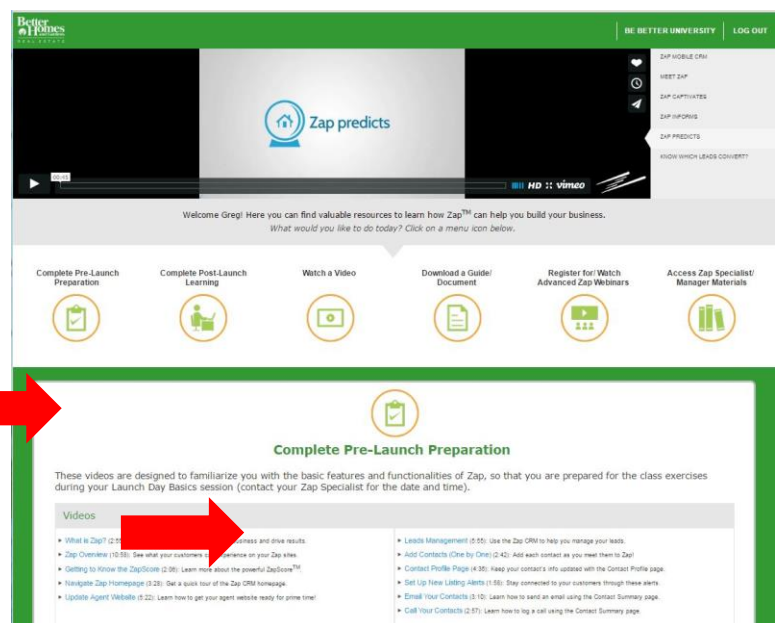 Better
Homes
REAL ESTATE
BE BETTER UNIVERSITY
LOG OUT
ZAP MOBILE CRM
MEET ZAP
ZAP CAPTIVATES
ZAP INFORMS
ZAP PREDICTS
KNOW WHICH LEADS CONVERT?
Zap predicts
00:45
HD :: vimeo
Welcome Greg! Here you can find valuable resources to learn how Zap™ can help you build your business.
What would you like to do today? Click on a menu icon below.
Complete Pre-Launch
Preparation
Complete Post-Launch
Learning
Watch a Video
Download a Guide/
Document
Register for/ Watch
Advanced Zap Webinars
Access Zap Specialist/
Manager Materials
Complete Pre-Launch Preparation
These videos are designed to familiarize you with the basic features and functionalities of Zap, so that you are prepared for the class exercises
during your Launch Day Basics session (contact your Zap Specialist for the date and time).
Videos
What is Zap? (2:5 business and drive results.
Zap Overview (10:59): See what your customers experience on your Zap sites.
Getting to Know the ZapScore (2:06): Learn more about the powerful ZapScore™.
Navigate Zap Homepage (3:28): Get a quick tour of the Zap CRM homepage.
Update Agent Website (5:22): Learn how to get your agent website ready for prime time!
Leads Management (5:55): Use the Zap CRM to help you manage your leads.
Add Contacts (One by One) (2:42): Add each contact as you meet them to Zap!
Contact Profile Page (4:36): Keep your contact's info updated with the Contact Profile page.
Set Up New Listing Alerts (1:58): Stay connected to your customers through these alerts.
Email Your Contacts (3:10): Learn how to send an email using the Contact Summary page.
Call Your Contacts (2:57): Learn how to log a call using the Contact Summary page.